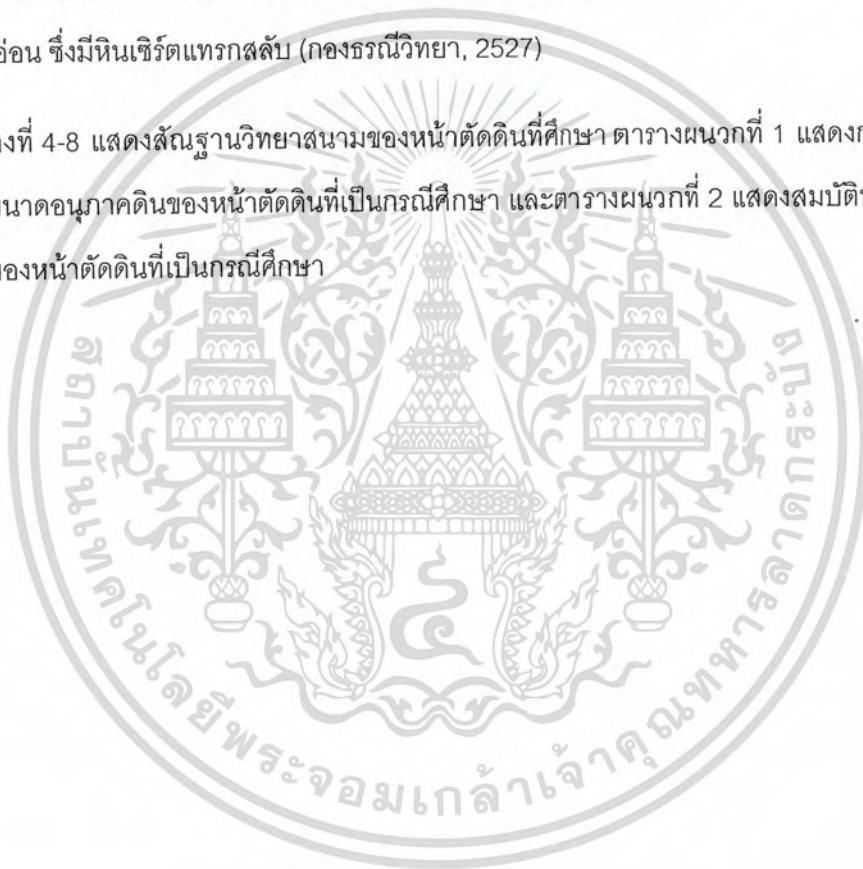 อ่อน ซึ่งมีหินเชิร์ตแทรกสลับ (กองธรณีวิทยา, 2527)
งที่ 4-8 แสดงสัณฐานวิทยาสนามของหน้าตัดดินที่ศึกษา ตารางผนวกที่ 1 แสดงก
ขนาดอนุภาคดินของหน้าตัดดินที่เป็นกรณีศึกษา และตารางผนวกที่ 2 แสดงสมบัติท
ของหน้าตัดดินที่เป็นกรณีศึกษา
สถาบันเทคโนโลยีพระจอมเกล้าเจ้าคุณทหารลาดกระบัง